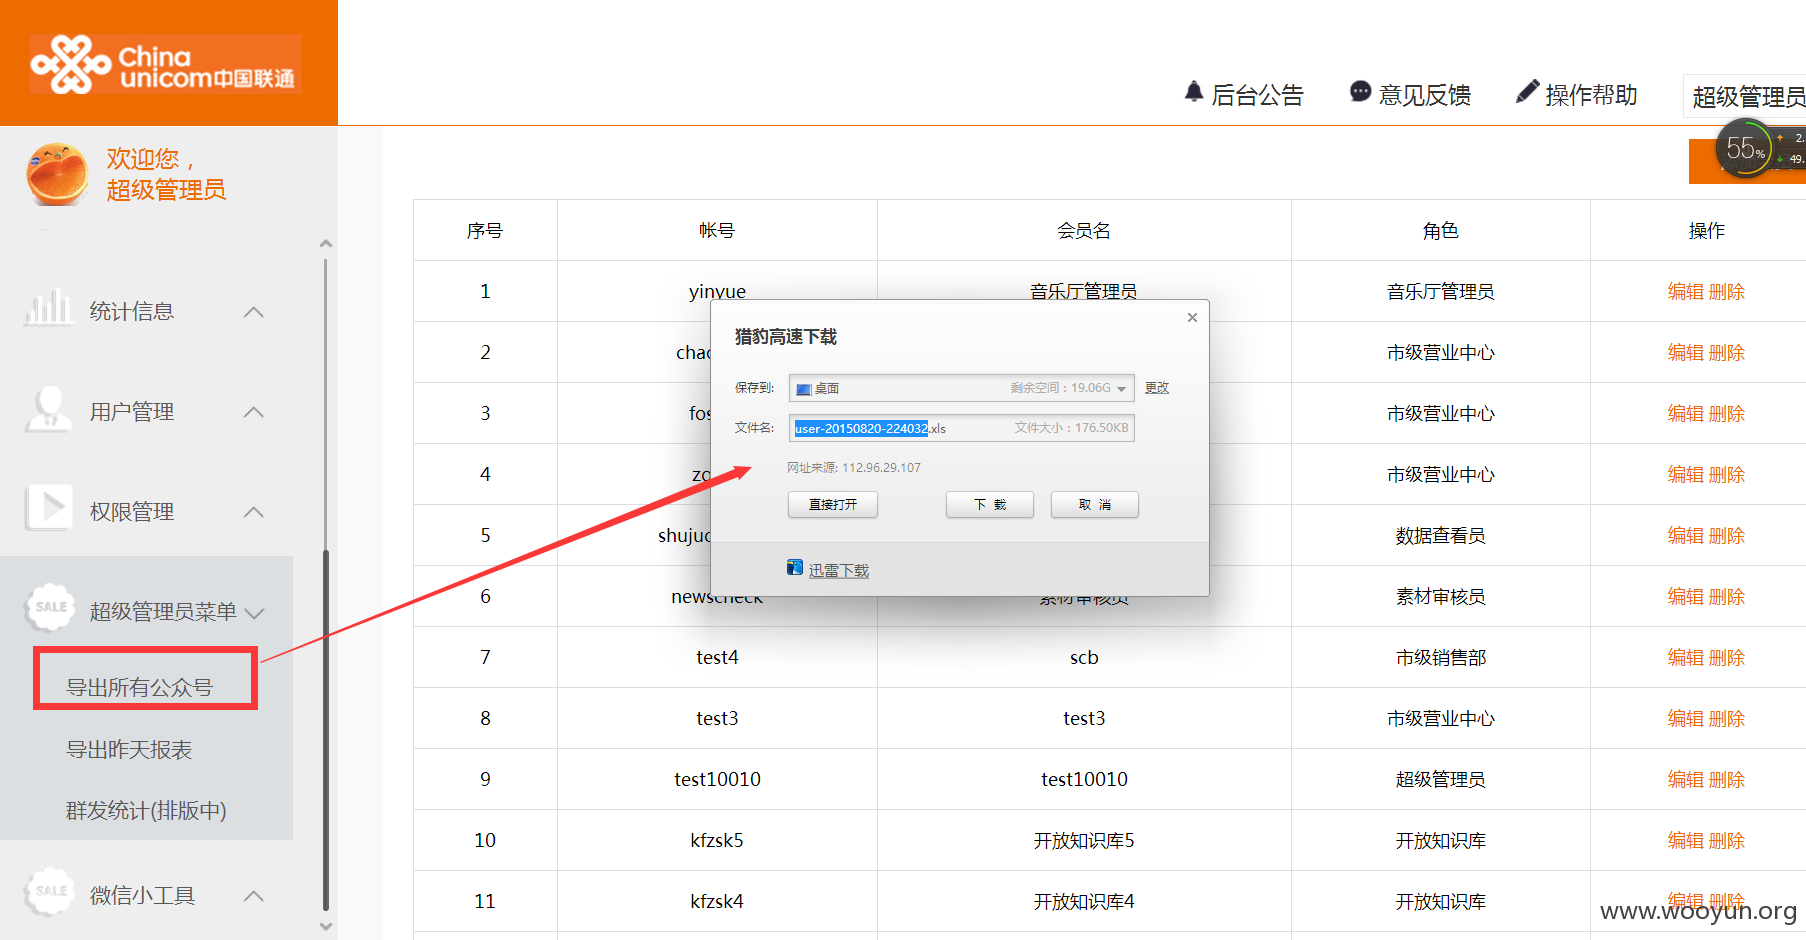 China
unicom中国联通
后台公告 意见反馈 操作帮助 超级管理员
欢迎您，
超级管理员
55% 2.
49.
统计信息
用户管理
权限管理
SALE 超级管理员菜单
导出所有公众号
导出昨天报表
群发统计(排版中)
SALE 微信小工具
序号 帐号 会员名 角色 操作
1 yinyue 音乐厅管理员 音乐厅管理员 编辑 删除
2 市级营业中心 编辑 删除
3 市级营业中心 编辑 删除
4 市级营业中心 编辑 删除
5 数据查看员 编辑 删除
6 newscheck 素材审核员 素材审核员 编辑 删除
7 test4 scb 市级销售部 编辑 删除
8 test3 test3 市级营业中心 编辑 删除
9 test10010 test10010 超级管理员 编辑 删除
10 kfzsk5 开放知识库5 开放知识库 编辑 删除
11 kfzsk4 开放知识库4 开放知识库 编辑 删除
猎豹高速下载
保存到: 桌面 剩余空间：19.06G 更改
文件名: user-20150820-224032.xls 文件大小：176.50KB
网址来源: 112.96.29.107
直接打开 下 载 取 消
迅雷下载
www.wooyun.org